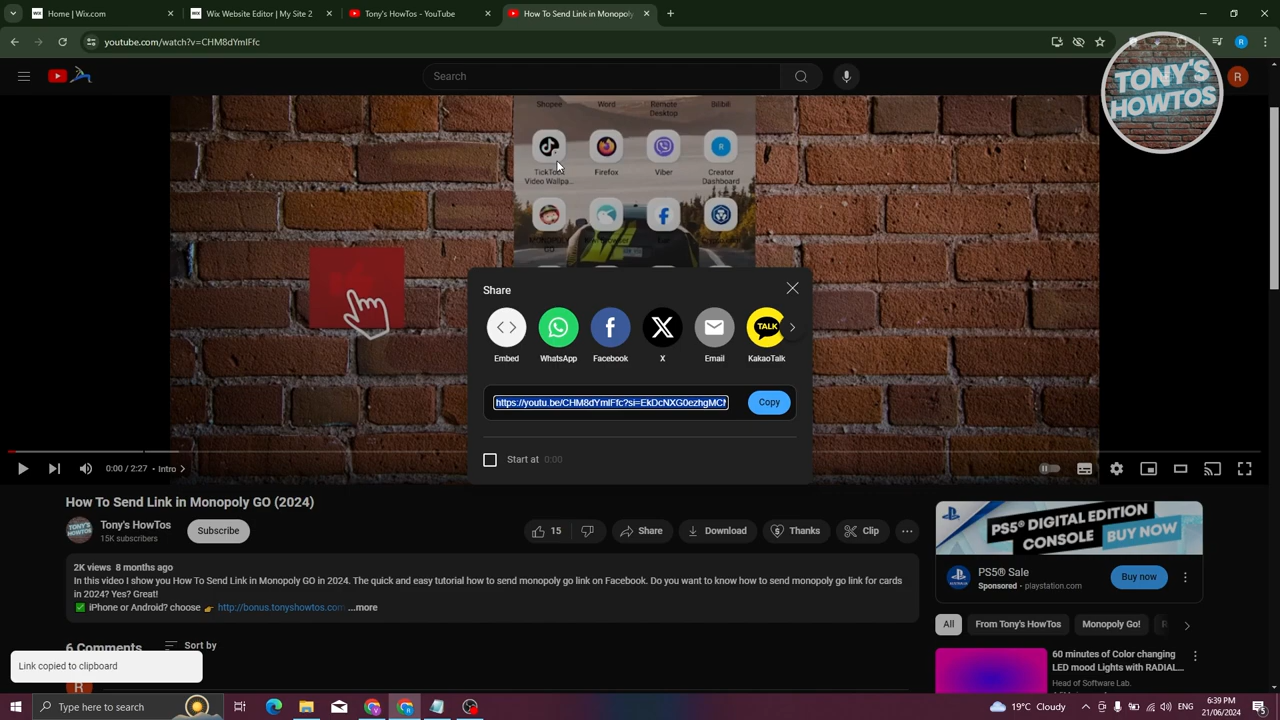 Home | Wix.com
Wix Website Editor | My Site 2
Tony's HowTos - YouTube
How To Send Link in Monopoly
youtube.com/watch?v=CHM8dYmlFfc
R
Search
R
TONY'S
HOWTOS
Shopee
Word
Remote
Desktop
Bilibili
TickTock
Video Wallpa...
Firefox
Viber
Creator
Dashboard
Share
Embed
WhatsApp
Facebook
X
Email
TALK
KakaoTalk
https://youtu.be/CHM8dYmlFfc?si=EkDcNXG0ezhgMCl
Copy
Start at 0:00
0:00 / 2:27 • Intro
How To Send Link in Monopoly GO (2024)
Tony's HowTos
15K subscribers
Subscribe
15
Share
Download
Thanks
Clip
2K views 8 months ago
In this video I show you How To Send Link in Monopoly GO in 2024. The quick and easy tutorial how to send monopoly go link on Facebook. Do you want to know how to send monopoly go link for cards
in 2024? Yes? Great!
✅ iPhone or Android? choose 👉 http://bonus.tonyshowtos.com ...more
6 Comments
Sort by
Link copied to clipboard
PS5® DIGITAL EDITION
CONSOLE BUY NOW
PS5® Sale
Sponsored • playstation.com
Buy now
All
From Tony's HowTos
Monopoly Go!
60 minutes of Color changing
LED mood Lights with RADIAL...
Head of Software Lab.
Type here to search
19°C Cloudy
6:39 PM
21/06/2024